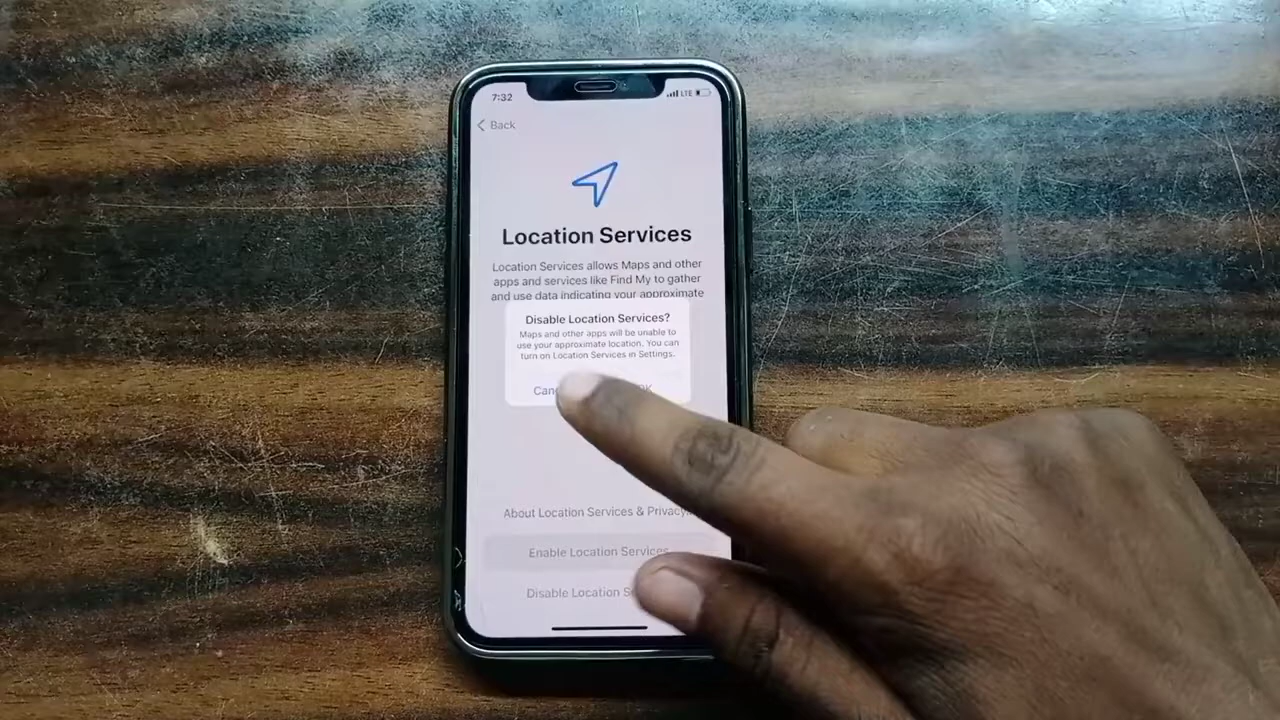 7:32
LTE
Back
Location Services
Location Services allows Maps and other
apps and services like Find My to gather
and use data indicating your approximate
Disable Location Services?
Maps and other apps will be unable to
use your approximate location. You can
turn on Location Services in Settings.
About Location Services & Privacy
Enable Location Services
Disable Location